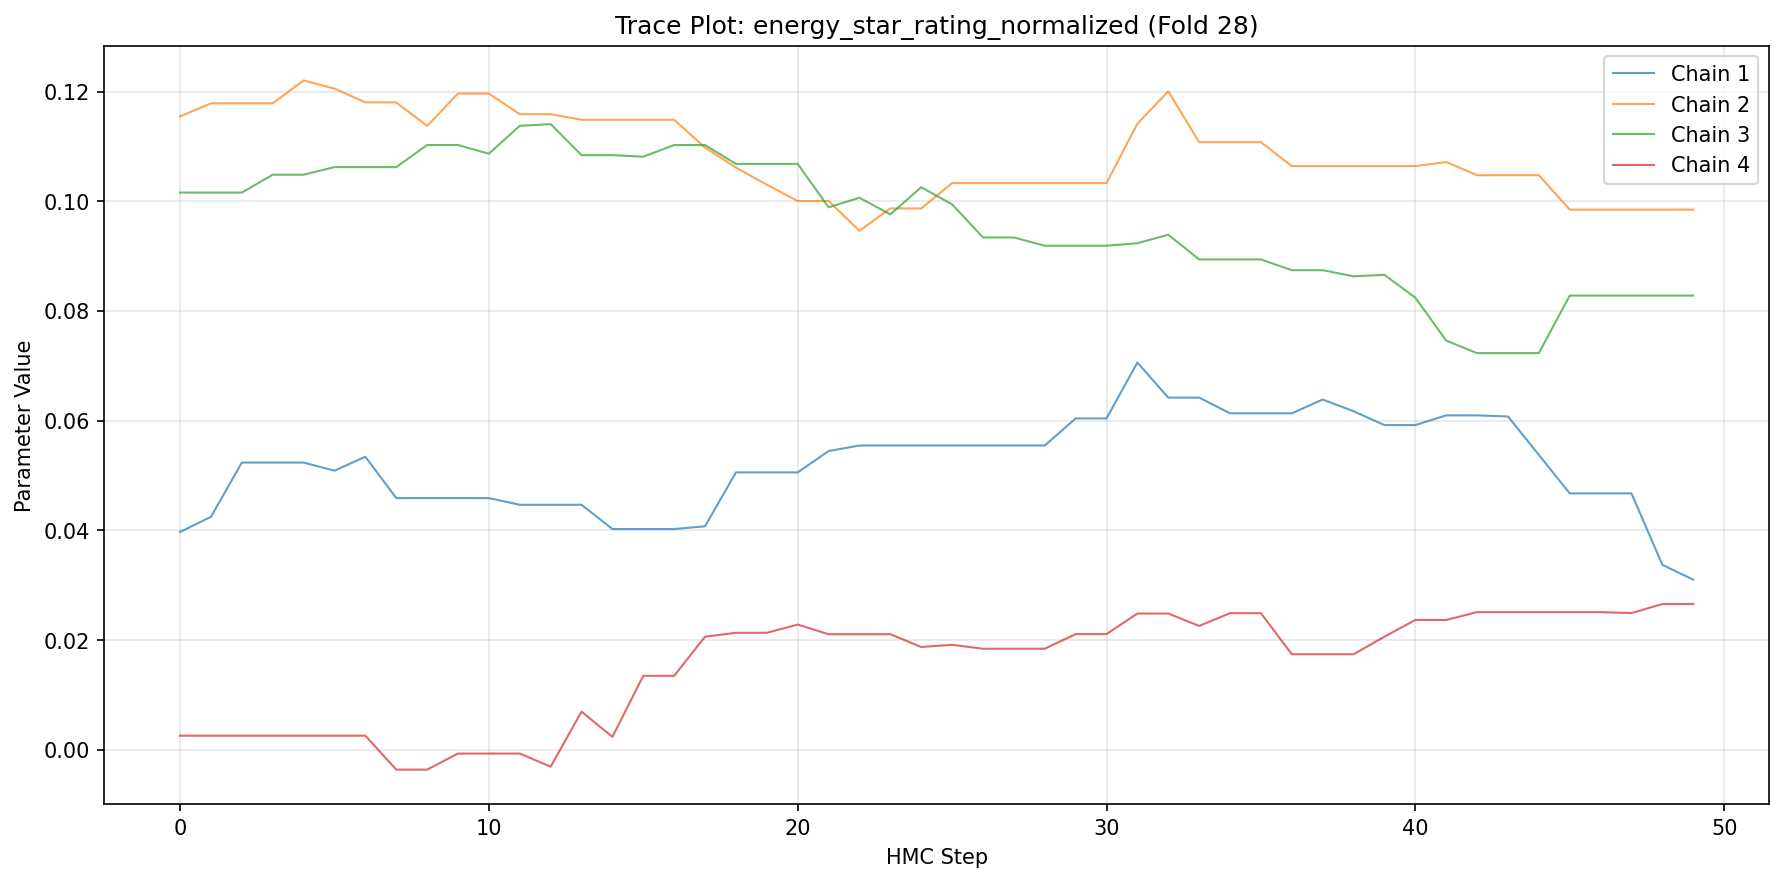 Trace Plot: energy_star_rating_normalized (Fold 28)
Chain 1
Chain 2
Chain 3
Chain 4
0.12
0.10
0.08
0.06
0.04
0.02
0.00
Parameter Value
0 10 20 30 40 50
HMC Step